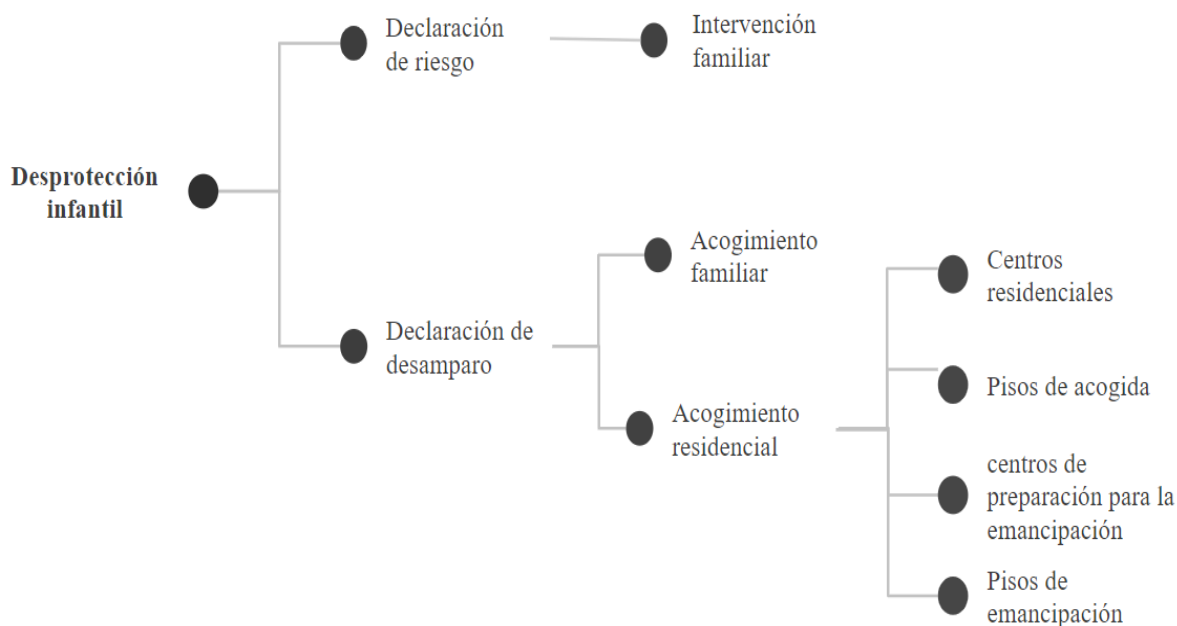 Desprotección
infantil
Declaración
de riesgo
Intervención
familiar
Declaración de
desamparo
Acogimiento
familiar
Acogimiento
residencial
Centros
residenciales
Pisos de acogida
centros de
preparación para la
emancipación
Pisos de
emancipación